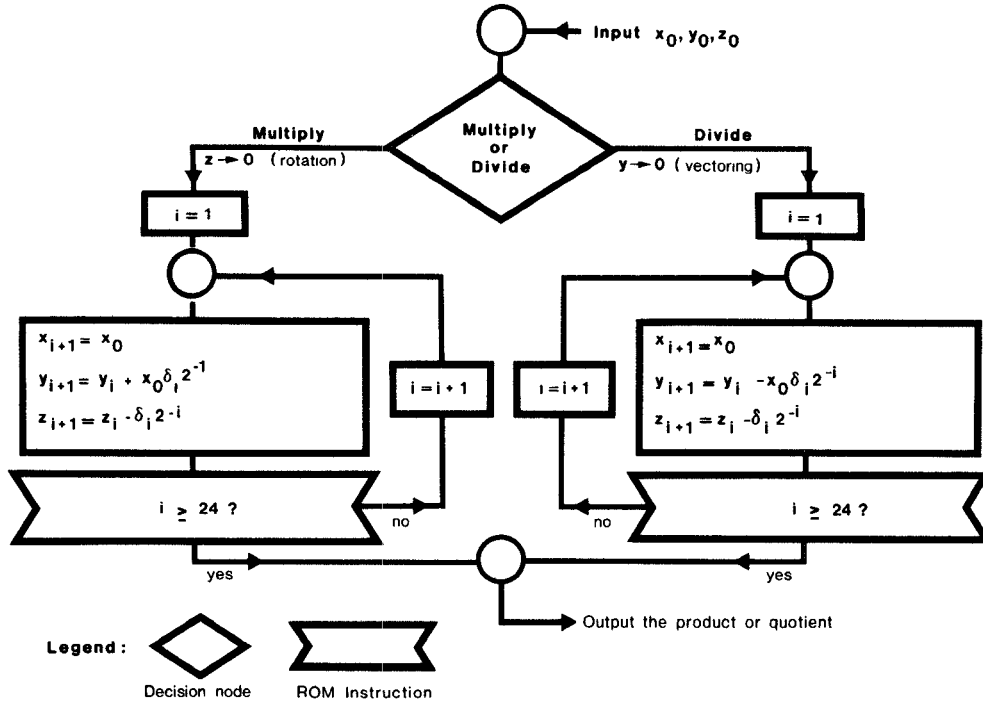 Input x₀, y₀, z₀
Multiply
or
Divide
Multiply
z → 0 (rotation)
Divide
y → 0 (vectoring)
i = 1
i = 1
xᵢ₊₁ = x₀
yᵢ₊₁ = yᵢ + x₀δᵢ2⁻¹
zᵢ₊₁ = zᵢ - δᵢ2⁻ⁱ
i = i + 1
ı = i + 1
xᵢ₊₁ = x₀
yᵢ₊₁ = yᵢ - x₀δᵢ2⁻ⁱ
zᵢ₊₁ = zᵢ - δᵢ2⁻ⁱ
i ≥ 24 ?
no
no
i ≥ 24 ?
yes
yes
Output the product or quotient
Legend :
Decision node
ROM Instruction